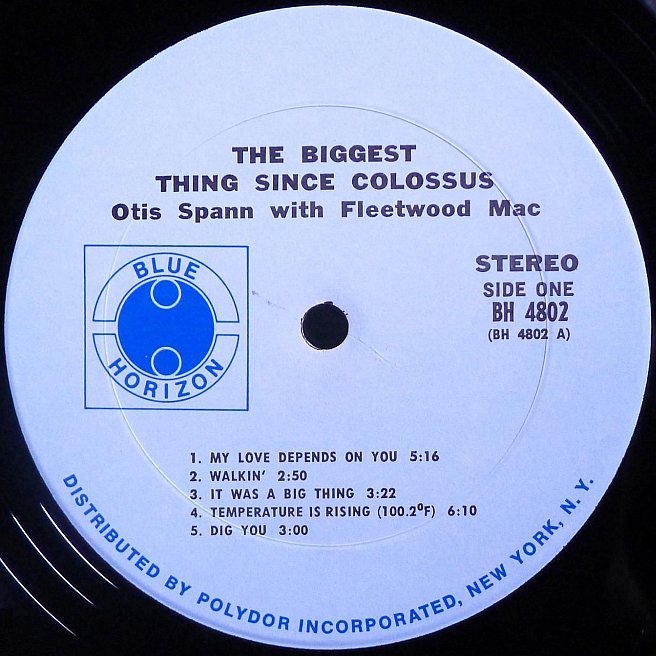 THE BIGGEST
THING SINCE COLOSSUS
Otis Spann with Fleetwood Mac
BLUE
HORIZON
STEREO
SIDE ONE
BH 4802
(BH 4802 A)
1. MY LOVE DEPENDS ON YOU 5:16
2. WALKIN' 2:50
3. IT WAS A BIG THING 3:22
4. TEMPERATURE IS RISING (100.2°F) 6:10
5. DIG YOU 3:00
DISTRIBUTED BY POLYDOR INCORPORATED, NEW YORK, N. Y.